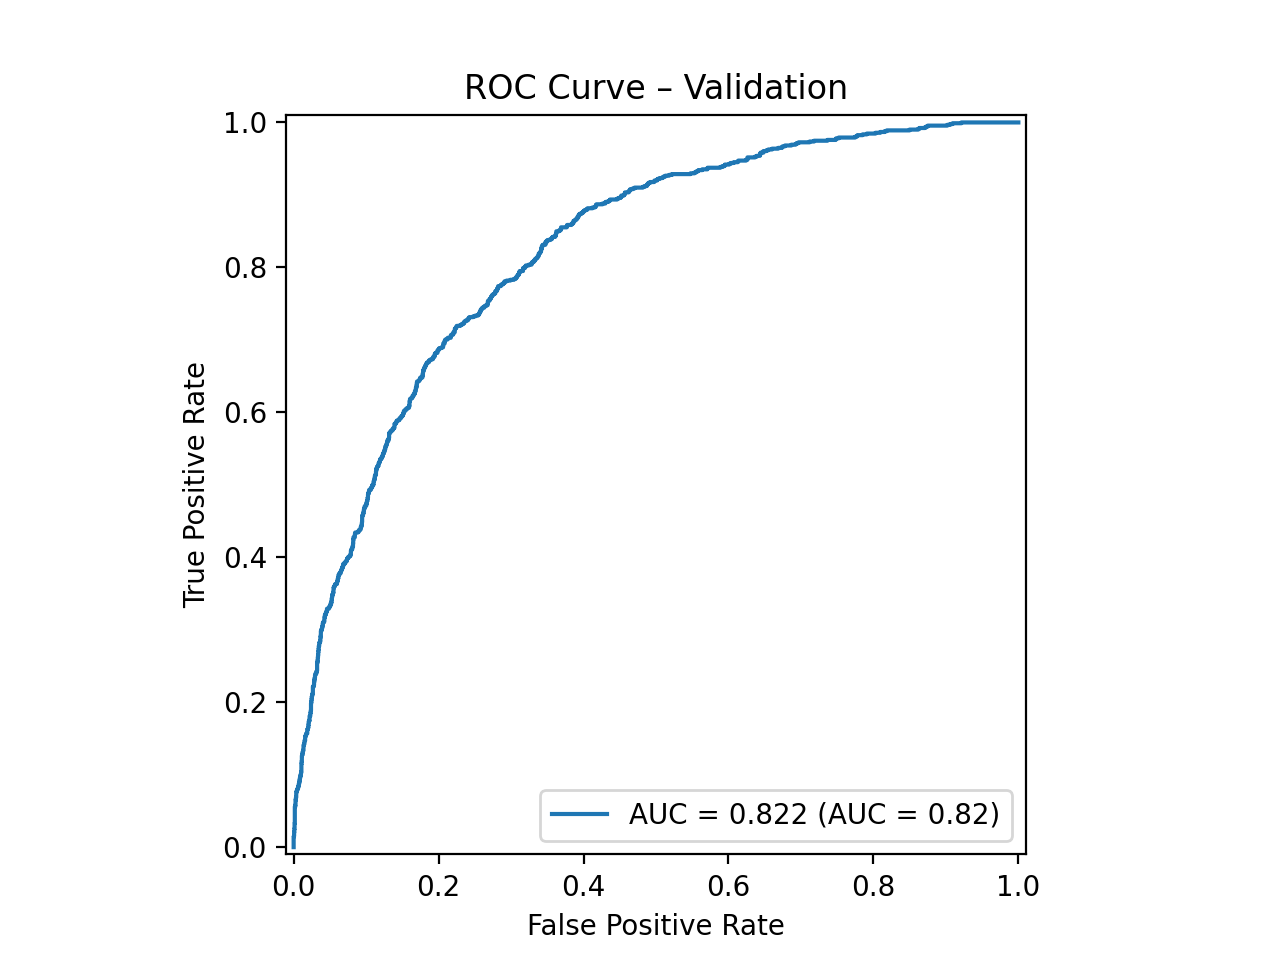 ROC Curve – Validation
1.0
0.8
0.6
0.4
0.2
0.0
True Positive Rate
AUC = 0.822 (AUC = 0.82)
0.0 0.2 0.4 0.6 0.8 1.0
False Positive Rate